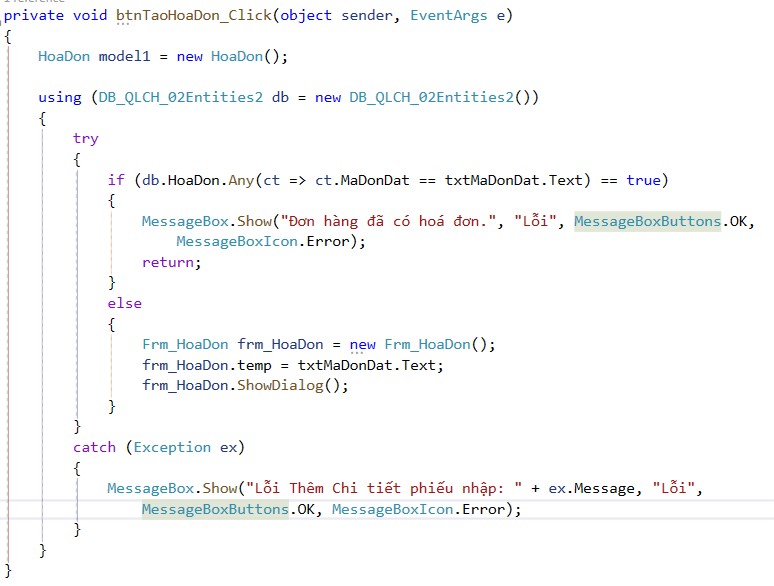 private void btnTaoHoaDon_Click(object sender, EventArgs e)
{
    HoaDon model1 = new HoaDon();
    using (DB_QLCH_02Entities2 db = new DB_QLCH_02Entities2())
    {
        try
        {
            if (db.HoaDon.Any(ct => ct.MaDonDat == txtMaDonDat.Text) == true)
            {
                MessageBox.Show("Đơn hàng đã có hoá đơn.", "Lỗi", MessageBoxButtons.OK,
                    MessageBoxIcon.Error);
                return;
            }
            else
            {
                Frm_HoaDon frm_HoaDon = new Frm_HoaDon();
                frm_HoaDon.temp = txtMaDonDat.Text;
                frm_HoaDon.ShowDialog();
            }
        }
        catch (Exception ex)
        {
            MessageBox.Show("Lỗi Thêm Chi tiết phiếu nhập: " + ex.Message, "Lỗi",
                MessageBoxButtons.OK, MessageBoxIcon.Error);
        }
    }
}